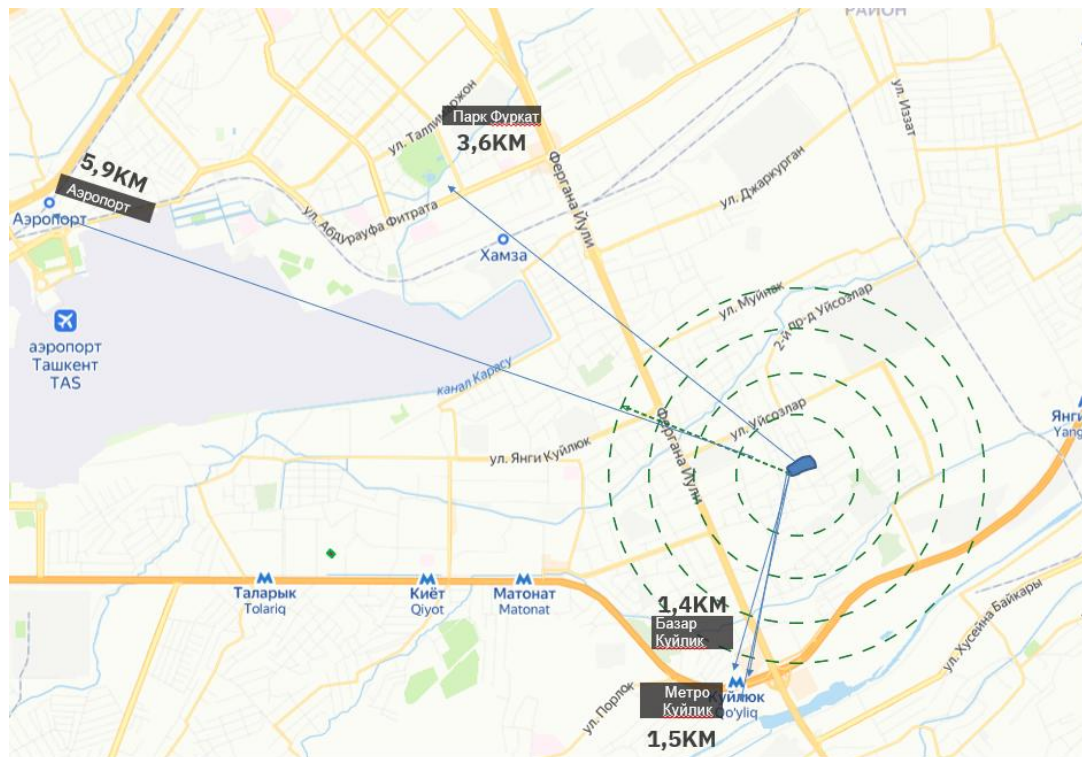 РАЙОН
ул. Иззат
ул. Таллимаржон
Парк Фуркат
3,6КМ
Фергана Йули
ул. Джаркурган
5,9КМ
Аэропорт
Аэропорт
ул. Абдурауфа Фитрата
Хамза
ул. Муйнак
2-й пр-д Уйсозлар
аэропорт
Ташкент
TAS
канал Карасу
Фергана Йули
ул. Уйсозлар
Янги
Yang
ул. Янги Куйлюк
Таларык
Tolariq
Киёт
Qiyot
Матонат
Matonat
1,4КМ
Базар
Куйлик
ул. Хусейна Байкары
ул. Порлок
Метро
Куйлик
Куйлюк
Qo'yliq
1,5КМ